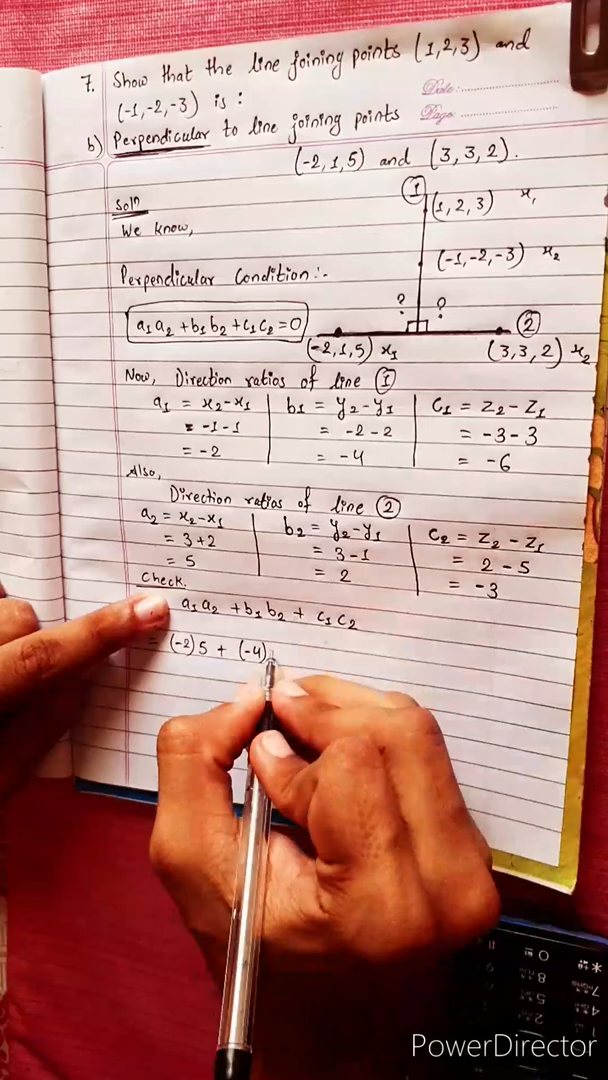 7. Show that the line joining points (1,2,3) and
(-1,-2,-3) is :
Date:
Page:
b) Perpendicular to line joining points
(-2,1,5) and (3,3,2).
Solⁿ
We know,
Perpendicular Condition:-
a₁a₂ + b₁b₂ + c₁c₂ = 0
① (1,2,3) x₁
(-1,-2,-3) x₂
? ?
②
(-2,1,5) x₁ (3,3,2) x₂
Now, Direction ratios of line ①
a₁ = x₂-x₁ b₁ = y₂-y₁ c₁ = z₂-z₁
= -1-1 = -2-2 = -3-3
= -2 = -4 = -6
Also,
Direction ratios of line ②
a₂ = x₂-x₁ b₂ = y₂-y₁ c₂ = z₂-z₁
= 3+2 = 3-1 = 2-5
= 5 = 2 = -3
check.
a₁a₂ + b₁b₂ + c₁c₂
= (-2)5 + (-4)
PowerDirector